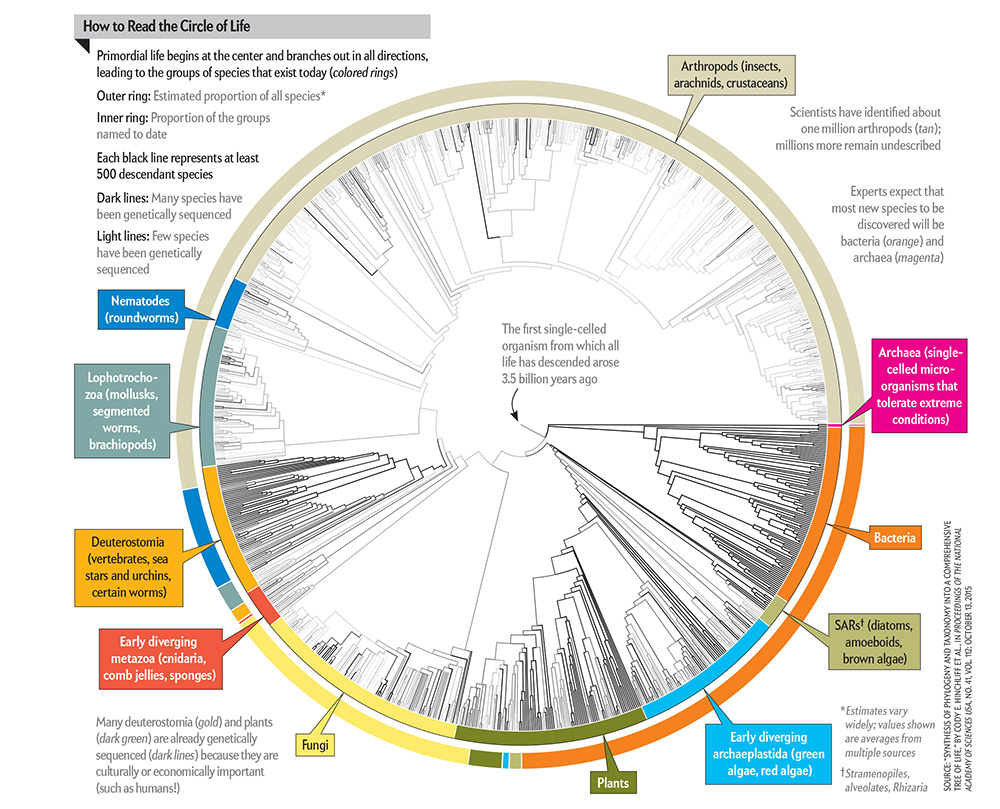 How to Read the Circle of Life
Primordial life begins at the center and branches out in all directions,
leading to the groups of species that exist today (colored rings)
Outer ring: Estimated proportion of all species*
Inner ring: Proportion of the groups
named to date
Each black line represents at least
500 descendant species
Dark lines: Many species have
been genetically sequenced
Light lines: Few species
have been genetically
sequenced
Arthropods (insects,
arachnids, crustaceans)
Scientists have identified about
one million arthropods (tan);
millions more remain undescribed
Experts expect that
most new species to be
discovered will be
bacteria (orange) and
archaea (magenta)
Nematodes
(roundworms)
The first single-celled
organism from which all
life has descended arose
3.5 billion years ago
Archaea (single-
celled micro-
organisms that
tolerate extreme
conditions)
Lophotrocho-
zoa (mollusks,
segmented
worms,
brachiopods)
Bacteria
Deuterostomia
(vertebrates, sea
stars and urchins,
certain worms)
SARs† (diatoms,
amoeboids,
brown algae)
Early diverging
metazoa (cnidaria,
comb jellies, sponges)
Many deuterostomia (gold) and plants
(dark green) are already genetically
sequenced (dark lines) because they are
culturally or economically important
(such as humans!)
Fungi
Plants
Early diverging
archaeplastida (green
algae, red algae)
*Estimates vary
widely; values shown
are averages from
multiple sources
†Stramenopiles,
alveolates, Rhizaria
SOURCE: "SYNTHESIS OF PHYLOGENY AND TAXONOMY INTO A COMPREHENSIVE
TREE OF LIFE," BY CODY E. HINCHLIFF ET AL., IN PROCEEDINGS OF THE NATIONAL
ACADEMY OF SCIENCES USA, NO. 41, VOL. 112; OCTOBER 13, 2015